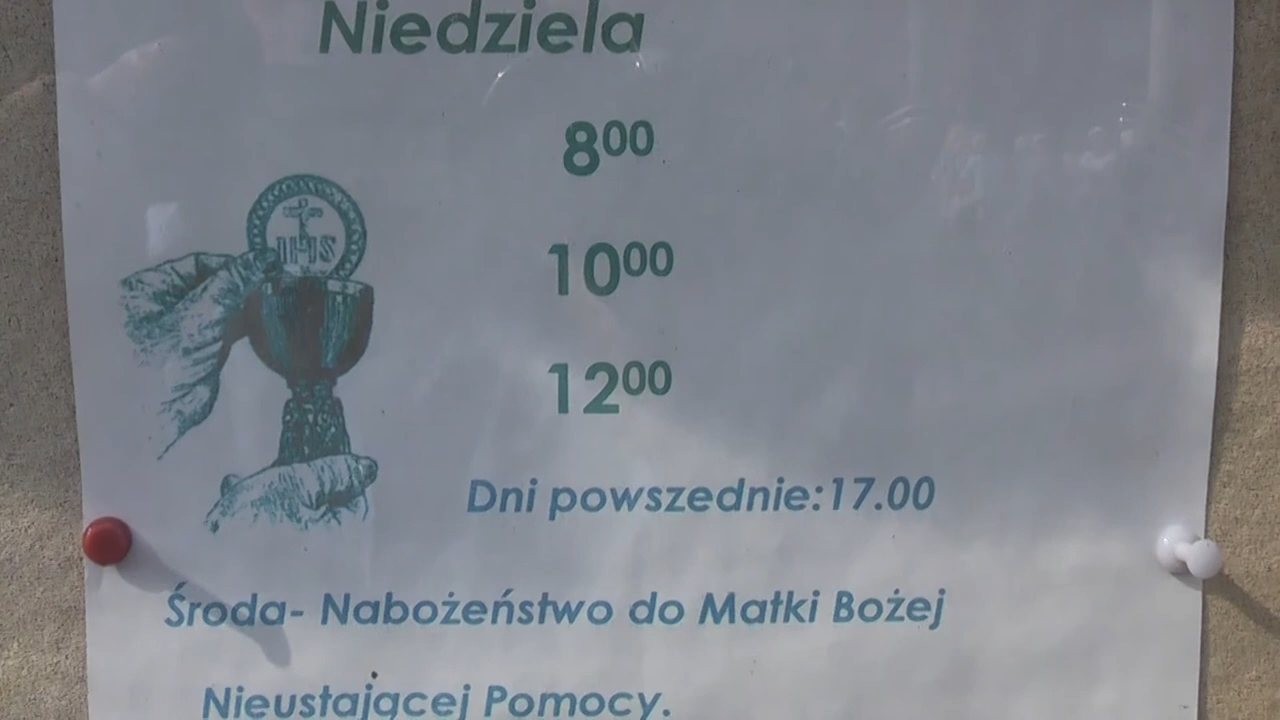 Niedziela
8⁰⁰
IHS
10⁰⁰
12⁰⁰
Dni powszednie:17.00
Środa- Nabożeństwo do Matki Bożej
Nieustającej Pomocy.